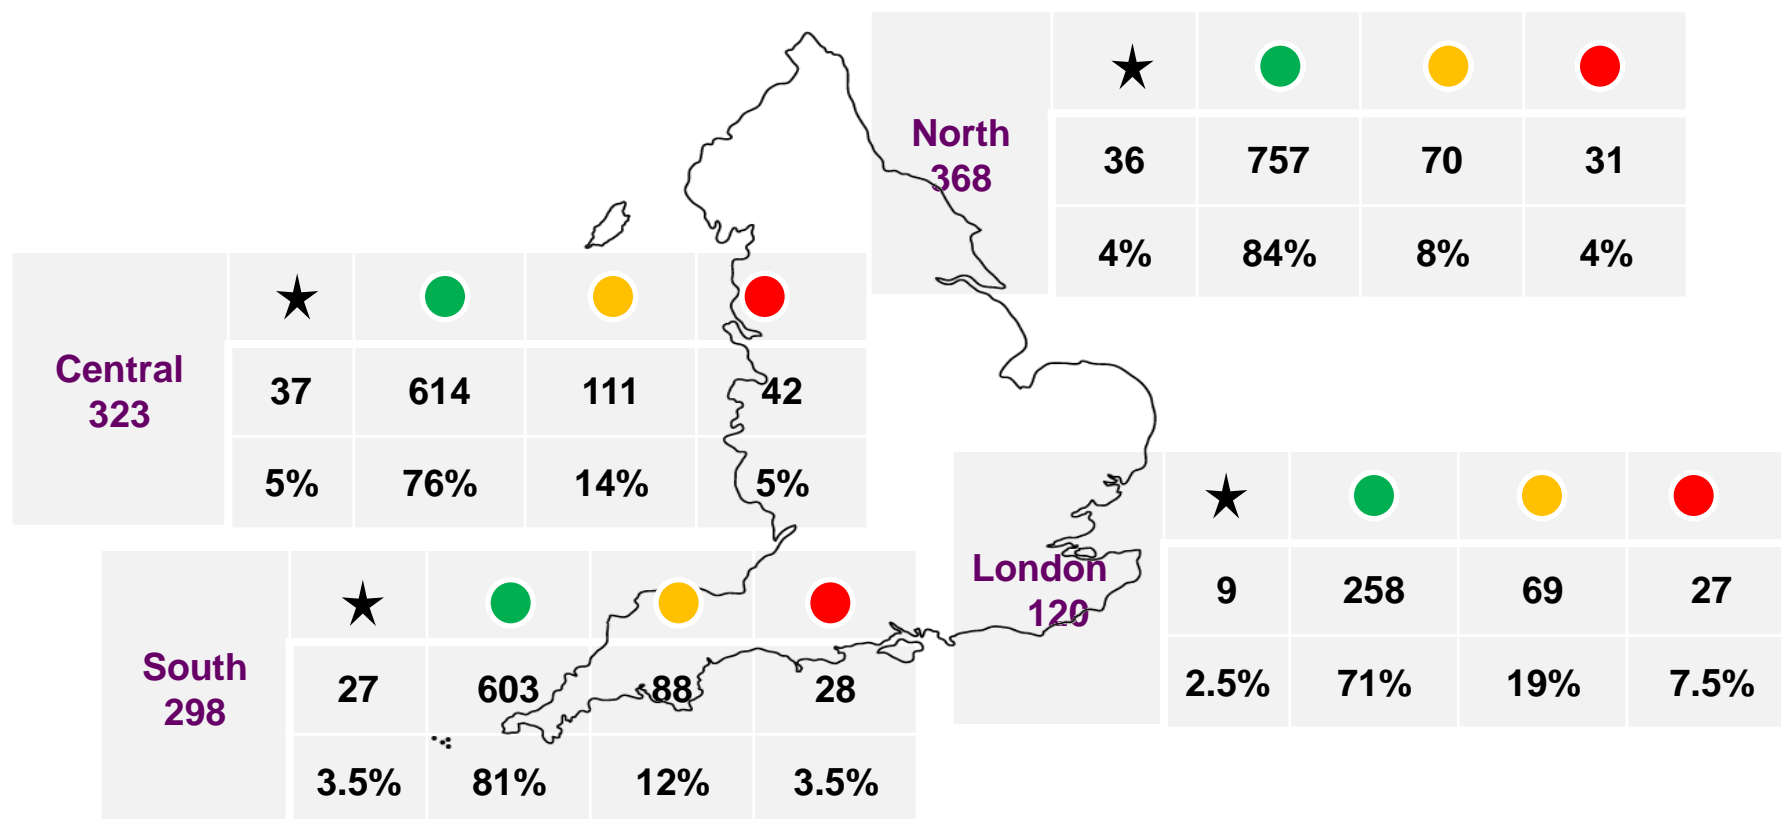 North
368
36 757 70 31
4% 84% 8% 4%
Central
323
37 614 111 42
5% 76% 14% 5%
London
120
9 258 69 27
2.5% 71% 19% 7.5%
South
298
27 603 88 28
3.5% 81% 12% 3.5%